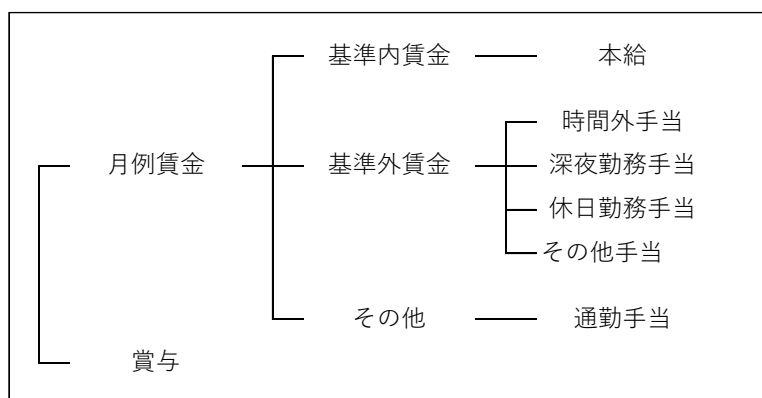 基準内賃金 本給
時間外手当
月例賃金 基準外賃金 深夜勤務手当
休日勤務手当
その他手当
その他 通勤手当
賞与